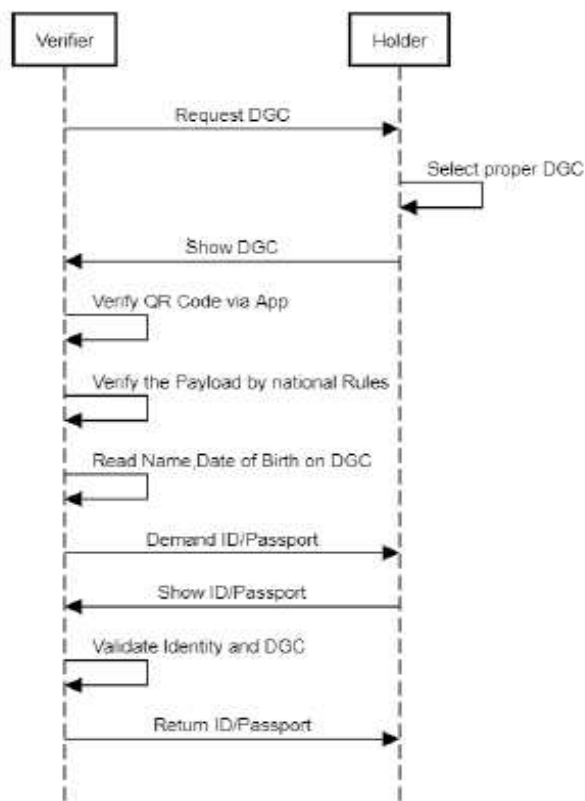 Verifier
Holder
Request DGC
Select proper DGC
Show DGC
Verify QR Code via App
Verify the Payload by national Rules
Read Name,Date of Birth on DGC
Demand ID/Passport
Show ID/Passport
Validate Identity and DGC
Return ID/Passport